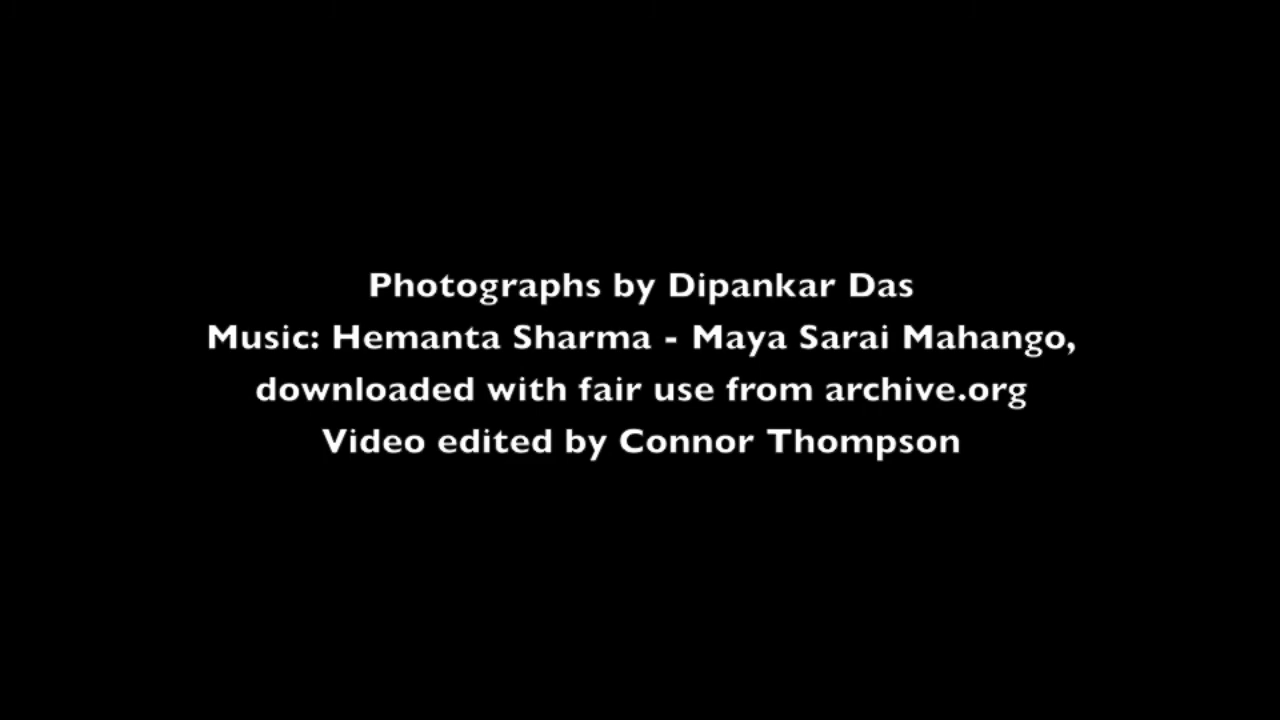 Photographs by Dipankar Das
Music: Hemanta Sharma - Maya Sarai Mahango,
downloaded with fair use from archive.org
Video edited by Connor Thompson